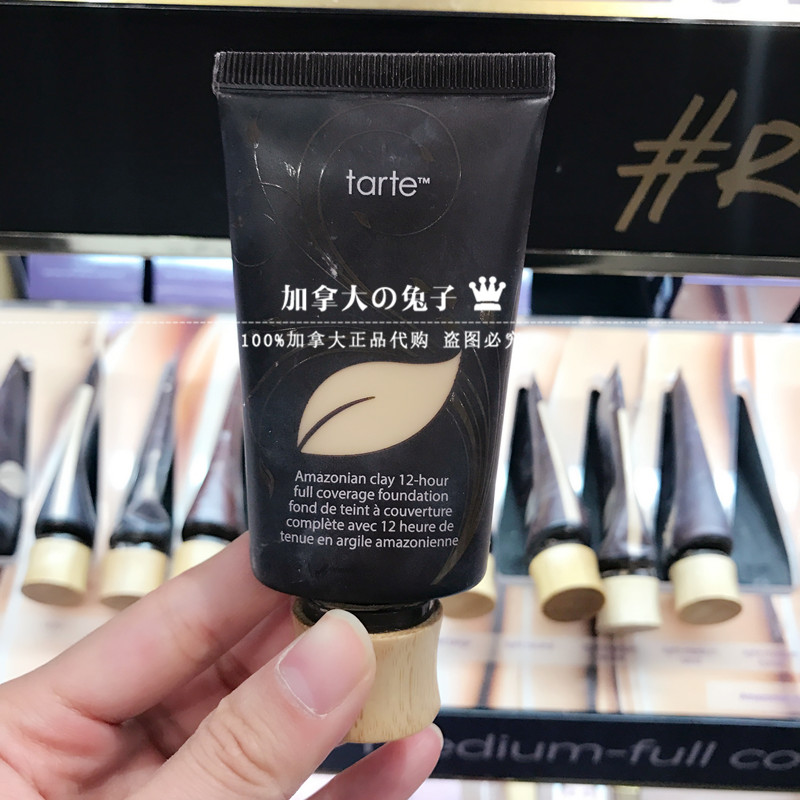 #R
tarte™
加拿大の兔子
100%加拿大正品代购 盗图必究
Amazonian clay 12-hour
full coverage foundation
fond de teint à couverture
complète avec 12 heure de
tenue en argile amazonienne
medium-full co